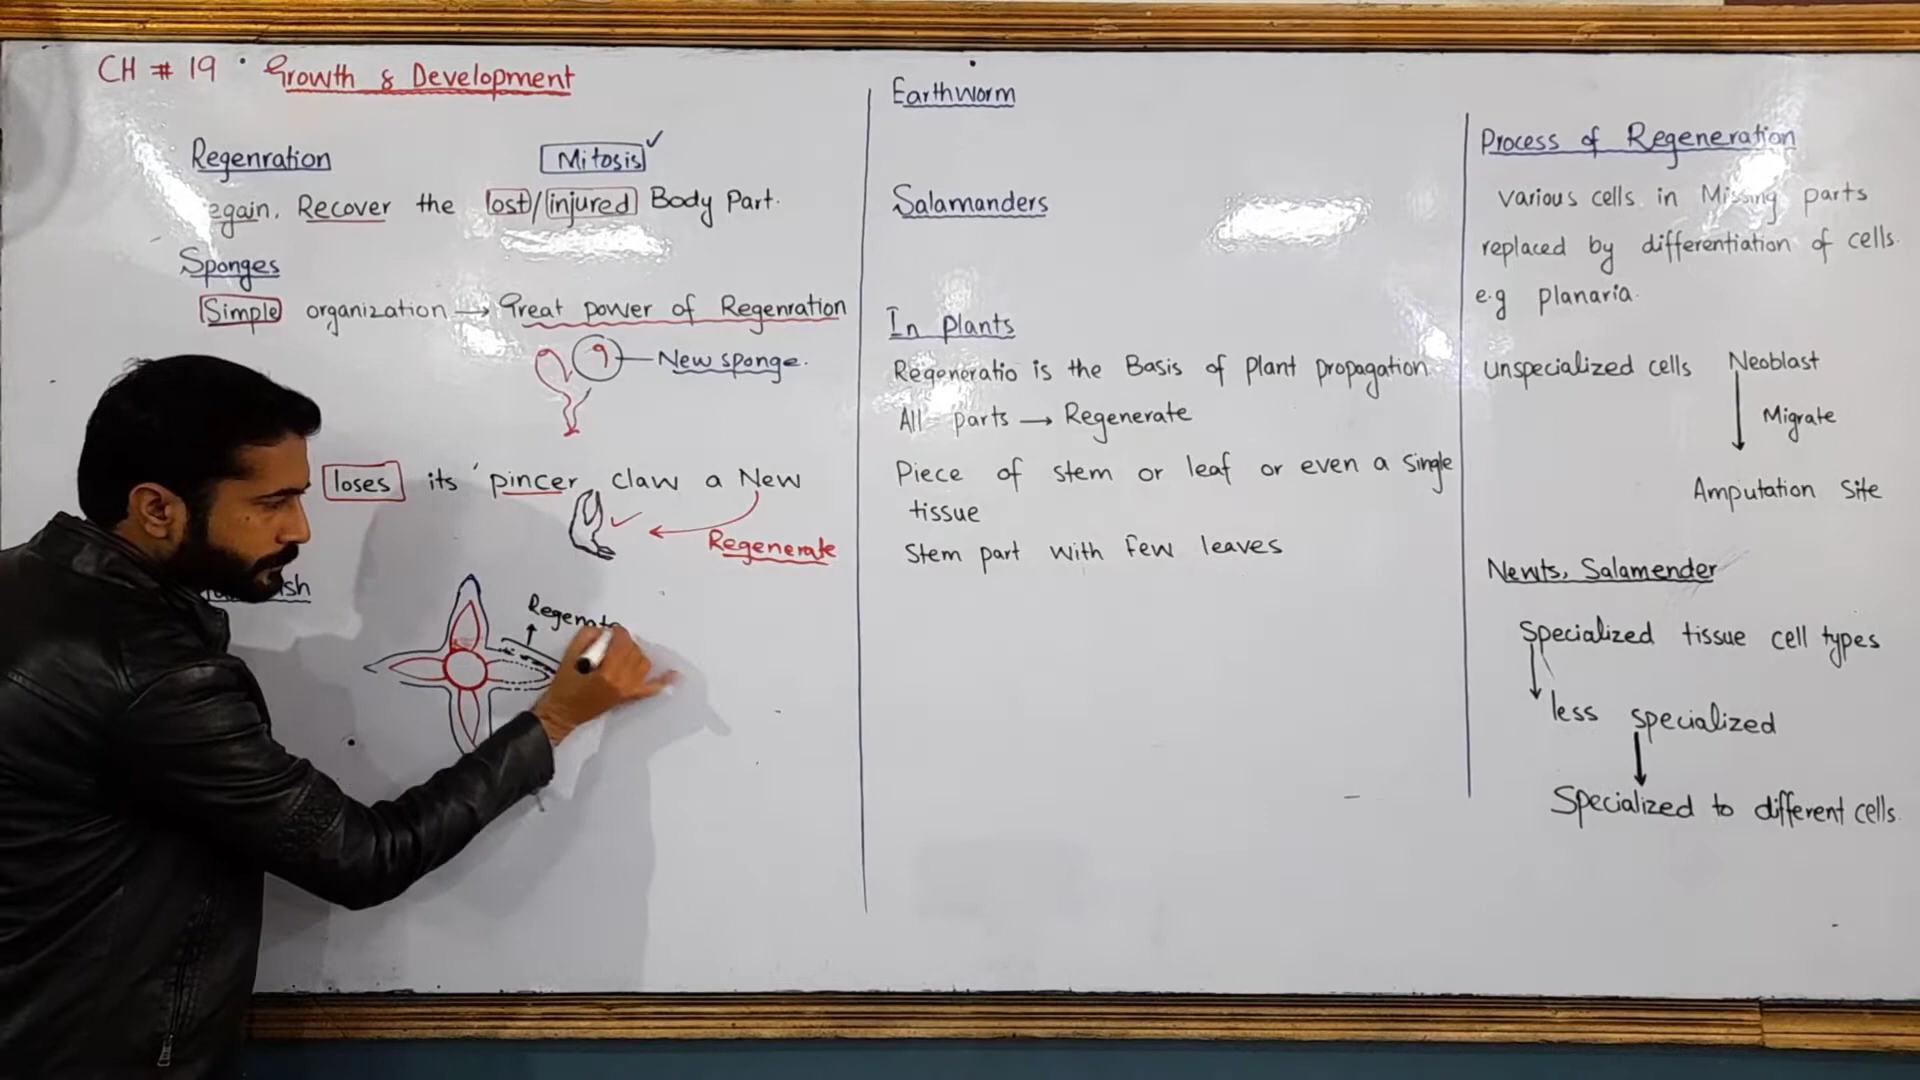 CH # 19 Growth & Development
Regenration
Mitosis
egain, Recover the lost/injured Body Part.
Sponges
Simple organization → Great power of Regenration
New sponge.
loses its pincer claw a New
Regenerate
sh
Regenrate
Earthworm
Salamanders
In plants
Regeneratio is the Basis of plant propagation
All parts → Regenerate
Piece of stem or leaf or even a single
tissue
Stem part with few leaves
Process of Regeneration
various cells in Missing parts
replaced by differentiation of cells.
e.g planaria.
unspecialized cells Neoblast
Migrate
Amputation Site
Newts, Salamender
Specialized tissue cell types
less specialized
Specialized to different cells.